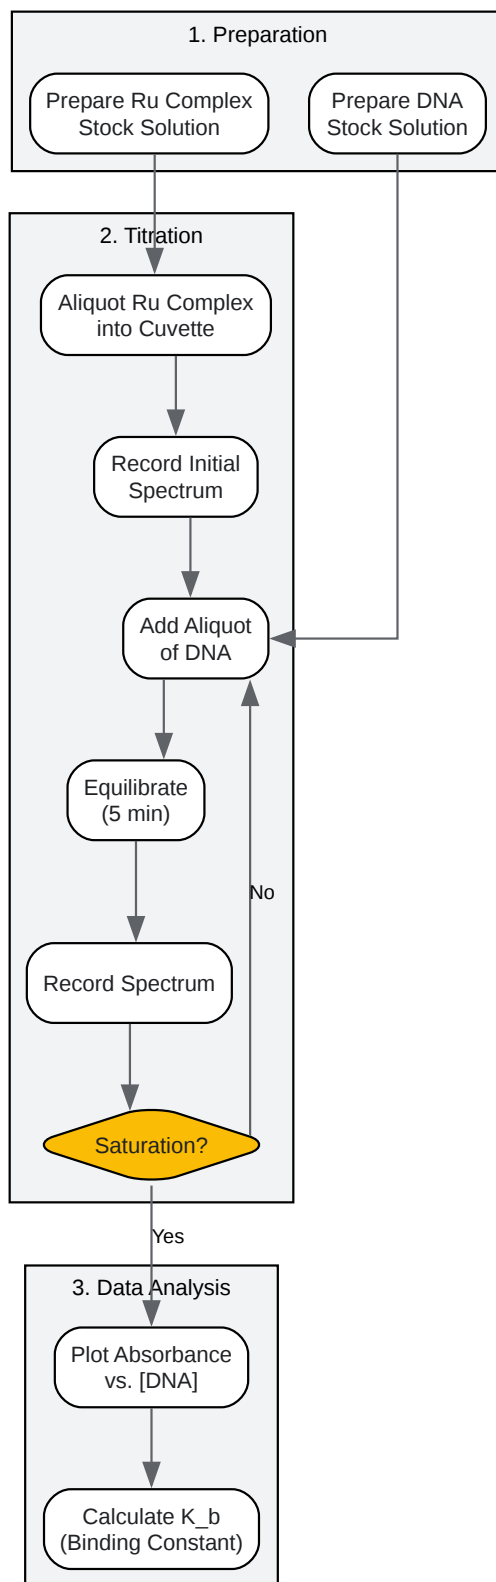 1. Preparation
Prepare Ru Complex
Stock Solution
Prepare DNA
Stock Solution
2. Titration
Aliquot Ru Complex
into Cuvette
Record Initial
Spectrum
Add Aliquot
of DNA
Equilibrate
(5 min)
No
Record Spectrum
Saturation?
Yes
3. Data Analysis
Plot Absorbance
vs. [DNA]
Calculate K_b
(Binding Constant)